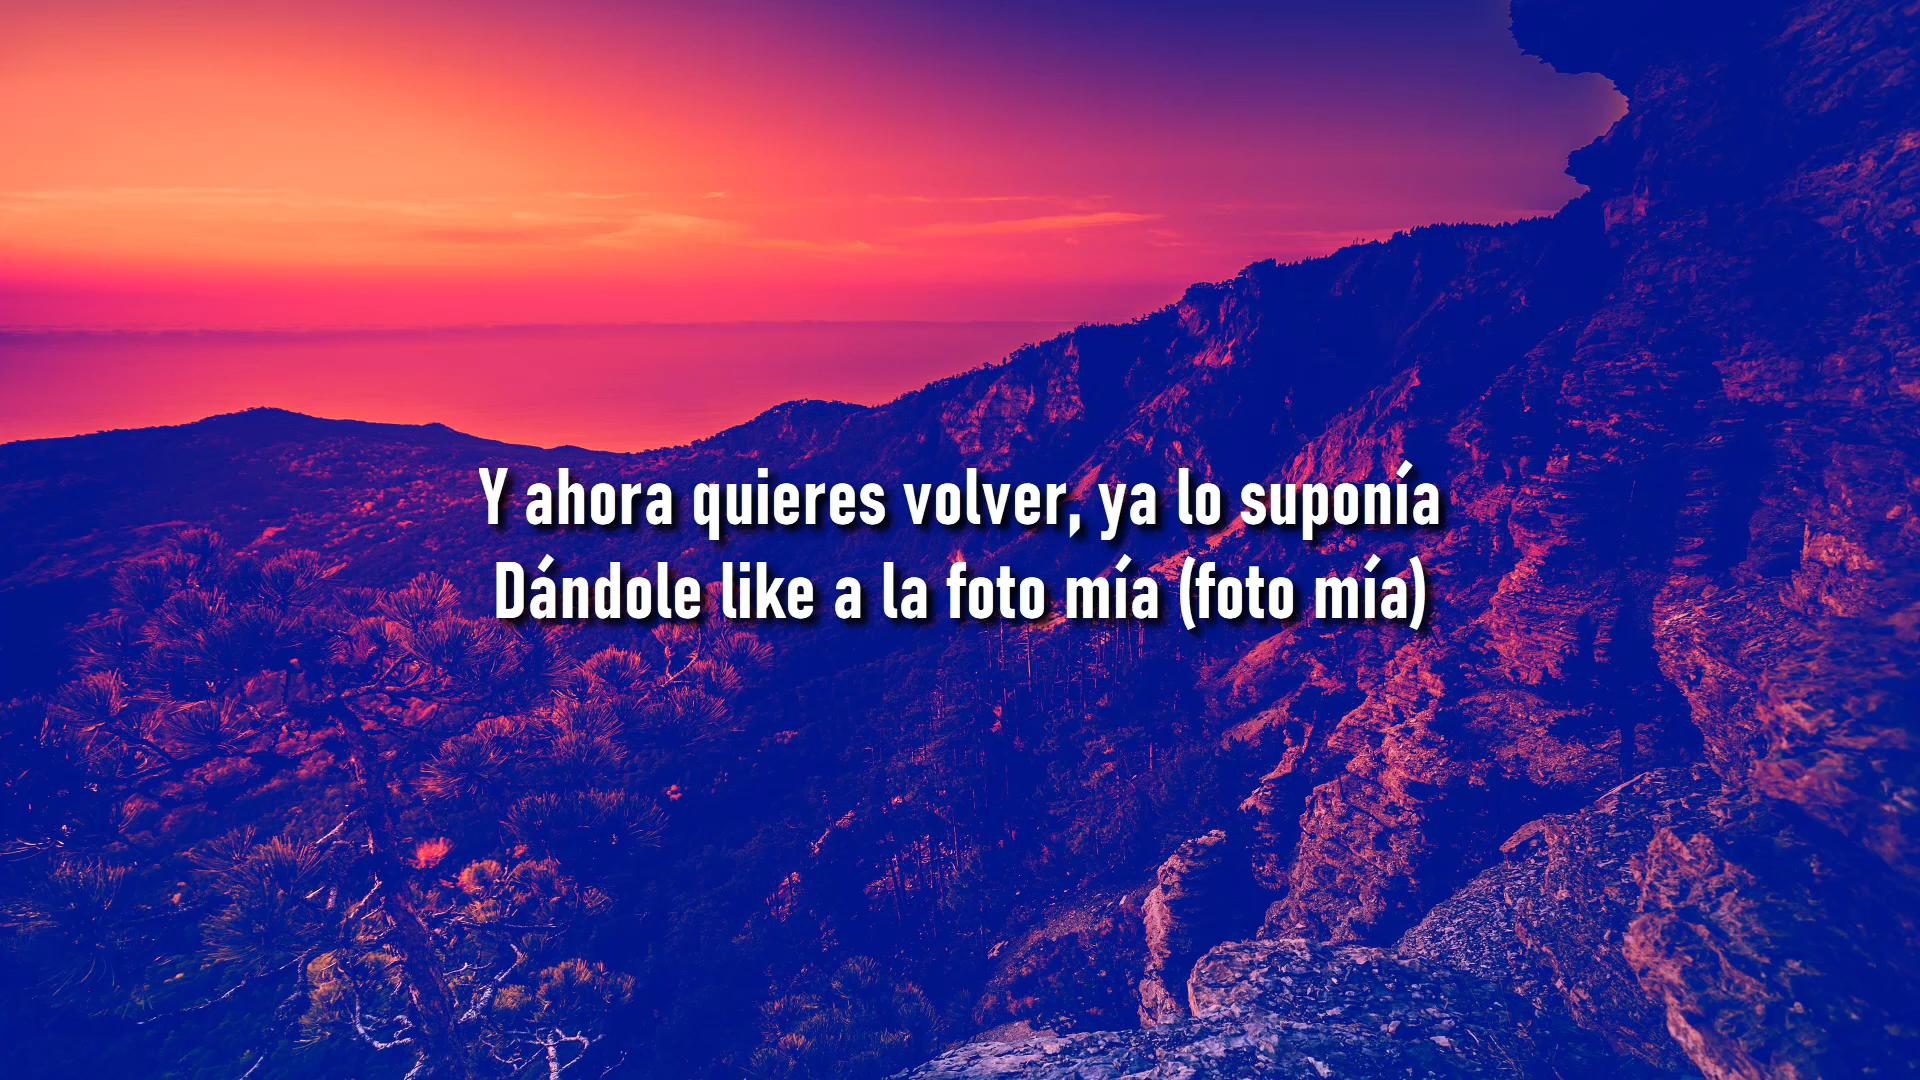 Y ahora quieres volver, ya lo suponía
Dándole like a la foto mía (foto mía)